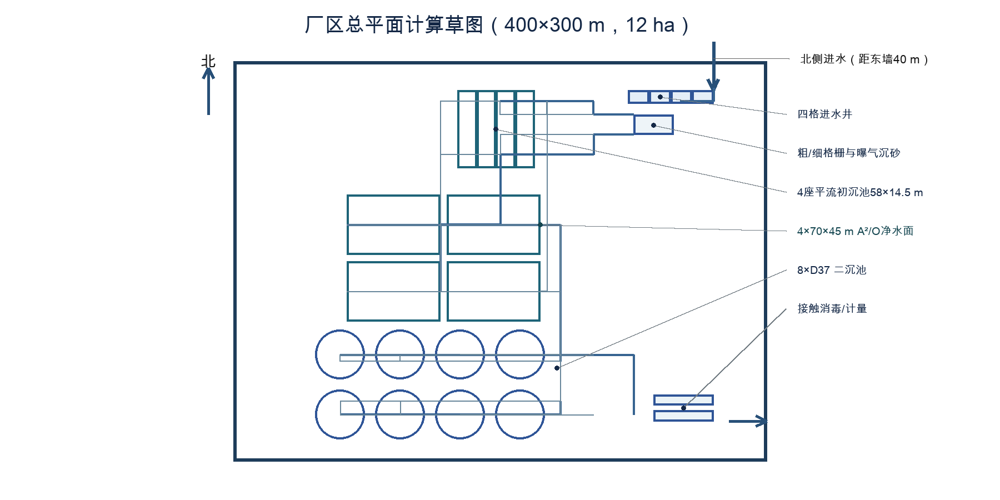 厂区总平面计算草图（400×300 m，12 ha）
北
北侧进水（距东墙40 m）
四格进水井
粗/细格栅与曝气沉砂
4座平流初沉池58×14.5 m
4×70×45 m A²/O净水面
8×D37 二沉池
接触消毒/计量